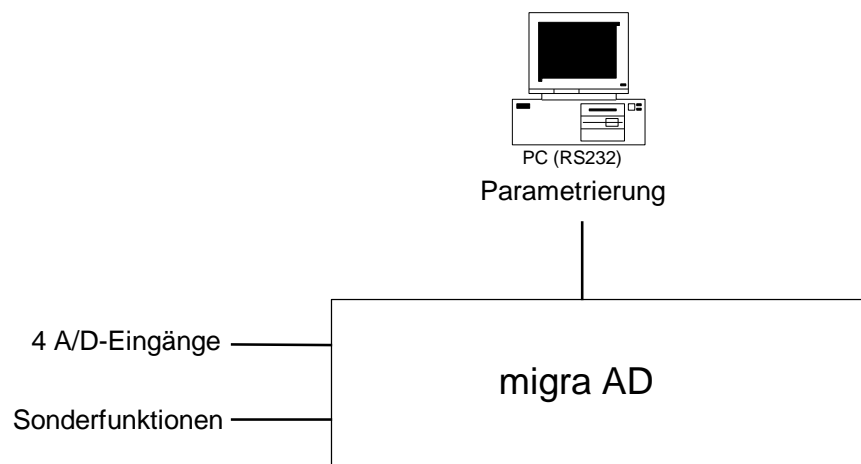 PC (RS232)
Parametrierung
4 A/D-Eingänge
migra AD
Sonderfunktionen